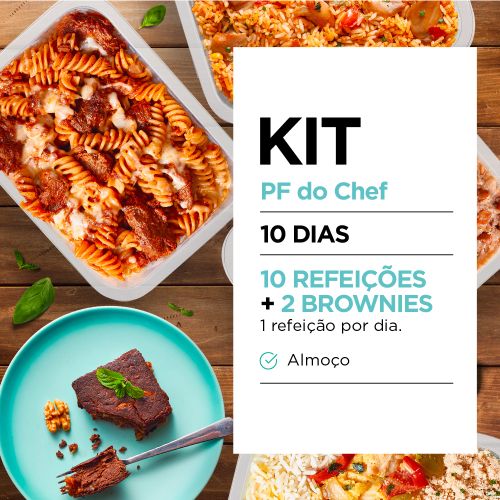 KIT
PF do Chef
10 DIAS
10 REFEIÇÕES
+ 2 BROWNIES
1 refeição por dia.
Almoço